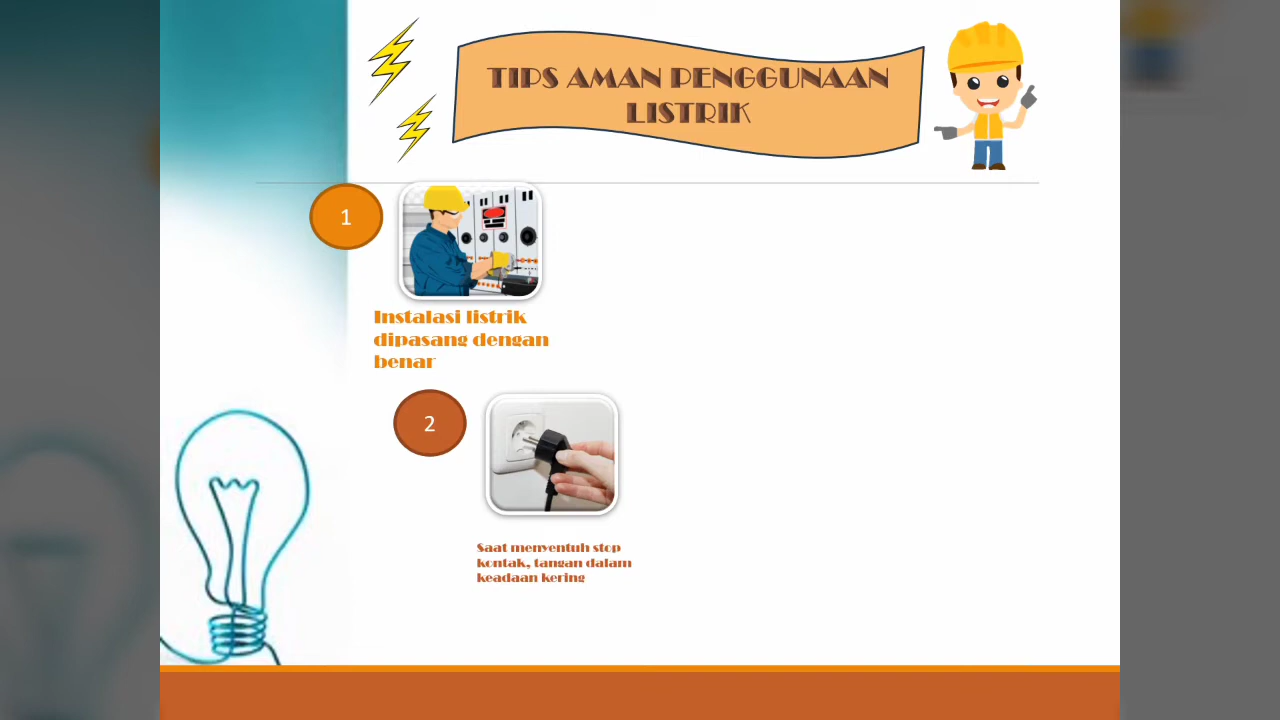 TIPS AMAN PENGGUNAAN
LISTRIK
1
Instalasi listrik
dipasang dengan
benar
2
Saat menyentuh stop
kontak, tangan dalam
keadaan kering